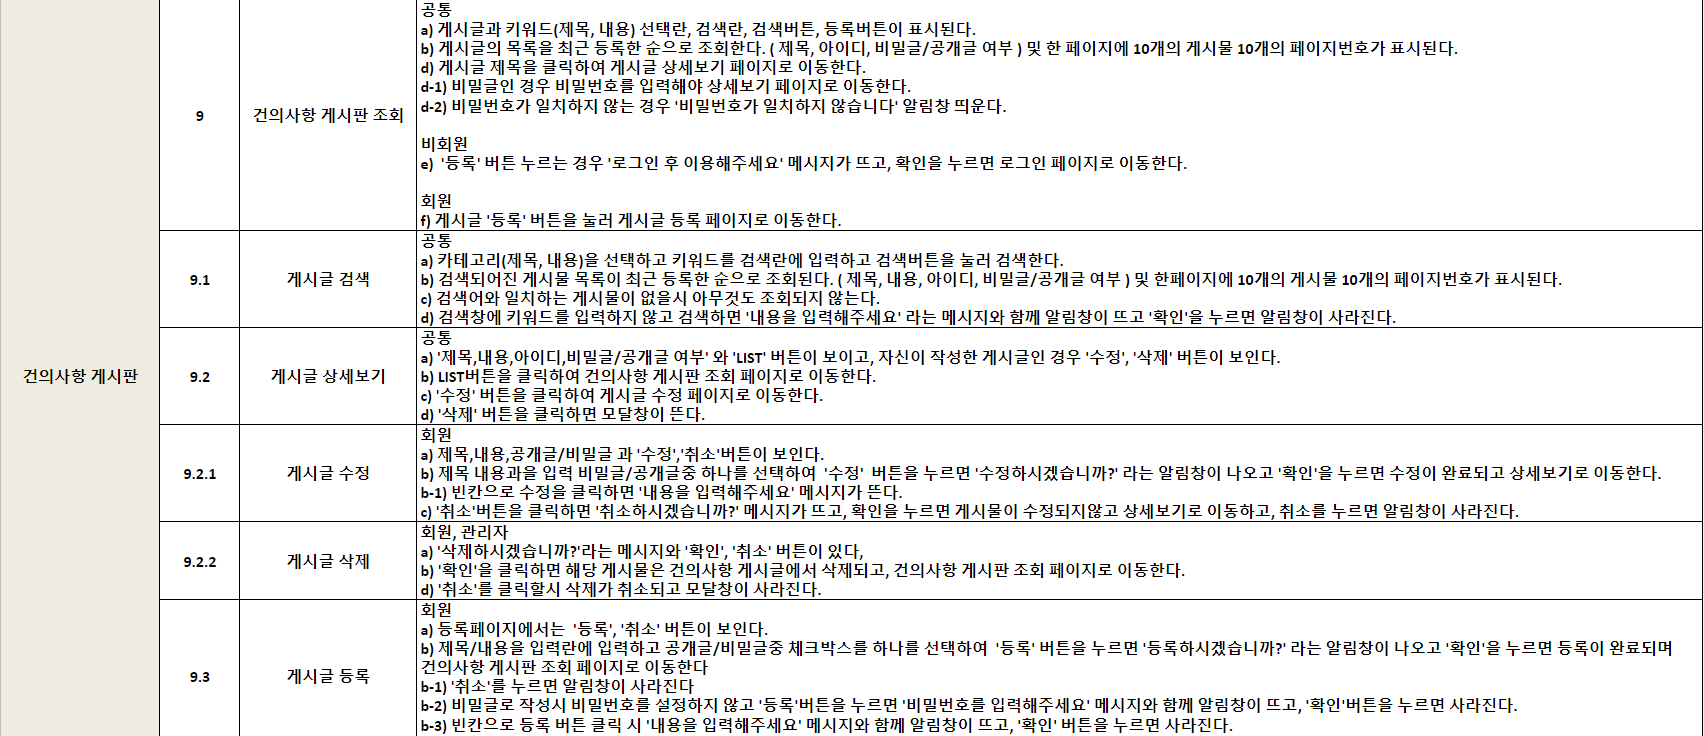 건의사항 게시판
9
건의사항 게시판 조회
공통
a) 게시글과 키워드(제목, 내용) 선택란, 검색란, 검색버튼, 등록버튼이 표시된다.
b) 게시글의 목록을 최근 등록한 순으로 조회한다. ( 제목, 아이디, 비밀글/공개글 여부 ) 및 한 페이지에 10개의 게시물 10개의 페이지번호가 표시된다.
d) 게시글 제목을 클릭하여 게시글 상세보기 페이지로 이동한다.
d-1) 비밀글인 경우 비밀번호를 입력해야 상세보기 페이지로 이동한다.
d-2) 비밀번호가 일치하지 않는 경우 '비밀번호가 일치하지 않습니다' 알림창 띄운다.
비회원
e)  '등록' 버튼 누르는 경우 '로그인 후 이용해주세요' 메시지가 뜨고, 확인을 누르면 로그인 페이지로 이동한다.
회원
f) 게시글 '등록' 버튼을 눌러 게시글 등록 페이지로 이동한다.
9.1
게시글 검색
공통
a) 카테고리(제목, 내용)을 선택하고 키워드를 검색란에 입력하고 검색버튼을 눌러 검색한다.
b) 검색되어진 게시물 목록이 최근 등록한 순으로 조회된다. ( 제목, 내용, 아이디, 비밀글/공개글 여부 ) 및 한페이지에 10개의 게시물 10개의 페이지번호가 표시된다.
c) 검색어와 일치하는 게시물이 없을시 아무것도 조회되지 않는다.
d) 검색창에 키워드를 입력하지 않고 검색하면 '내용을 입력해주세요' 라는 메시지와 함께 알림창이 뜨고 '확인'을 누르면 알림창이 사라진다.
9.2
게시글 상세보기
공통
a) '제목,내용,아이디,비밀글/공개글 여부' 와 'LIST' 버튼이 보이고, 자신이 작성한 게시글인 경우 '수정', '삭제' 버튼이 보인다.
b) LIST버튼을 클릭하여 건의사항 게시판 조회 페이지로 이동한다.
c) '수정' 버튼을 클릭하여 게시글 수정 페이지로 이동한다.
d) '삭제' 버튼을 클릭하면 모달창이 뜬다.
9.2.1
게시글 수정
회원
a) 제목,내용,공개글/비밀글 과 '수정','취소'버튼이 보인다.
b) 제목 내용과을 입력 비밀글/공개글중 하나를 선택하여  '수정'  버튼을 누르면 '수정하시겠습니까?' 라는 알림창이 나오고 '확인'을 누르면 수정이 완료되고 상세보기로 이동한다.
b-1) 빈칸으로 수정을 클릭하면 '내용을 입력해주세요' 메시지가 뜬다.
c) '취소'버튼을 클릭하면 '취소하시겠습니까?' 메시지가 뜨고, 확인을 누르면 게시물이 수정되지않고 상세보기로 이동하고, 취소를 누르면 알림창이 사라진다.
9.2.2
게시글 삭제
회원, 관리자
a) '삭제하시겠습니까?'라는 메시지와 '확인', '취소' 버튼이 있다,
b) '확인'을 클릭하면 해당 게시물은 건의사항 게시글에서 삭제되고, 건의사항 게시판 조회 페이지로 이동한다.
d) '취소'를 클릭할시 삭제가 취소되고 모달창이 사라진다.
9.3
게시글 등록
회원
a) 등록페이지에서는  '등록', '취소' 버튼이 보인다.
b) 제목/내용을 입력란에 입력하고 공개글/비밀글중 체크박스를 하나를 선택하여  '등록' 버튼을 누르면 '등록하시겠습니까?' 라는 알림창이 나오고 '확인'을 누르면 등록이 완료되며
건의사항 게시판 조회 페이지로 이동한다
b-1) '취소'를 누르면 알림창이 사라진다
b-2) 비밀글로 작성시 비밀번호를 설정하지 않고 '등록'버튼을 누르면 '비밀번호를 입력해주세요' 메시지와 함께 알림창이 뜨고, '확인'버튼을 누르면 사라진다.
b-3) 빈칸으로 등록 버튼 클릭 시 '내용을 입력해주세요' 메시지와 함께 알림창이 뜨고, '확인' 버튼을 누르면 사라진다.